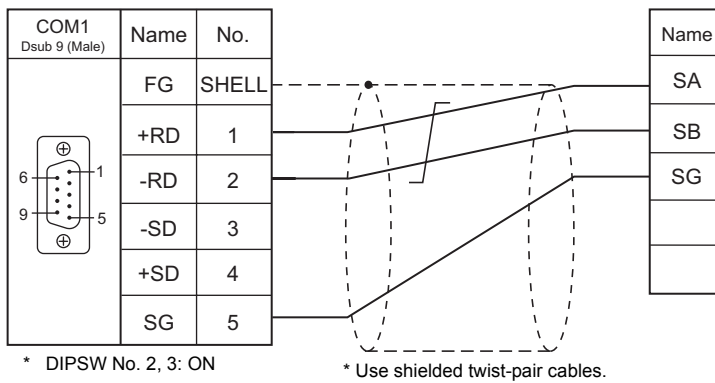 COM1
Dsub 9 (Male)
Name No.
FG SHELL
+RD 1
-RD 2
-SD 3
+SD 4
SG 5
6
1
9
5
* DIPSW No. 2, 3: ON
* Use shielded twist-pair cables.
Name
SA
SB
SG